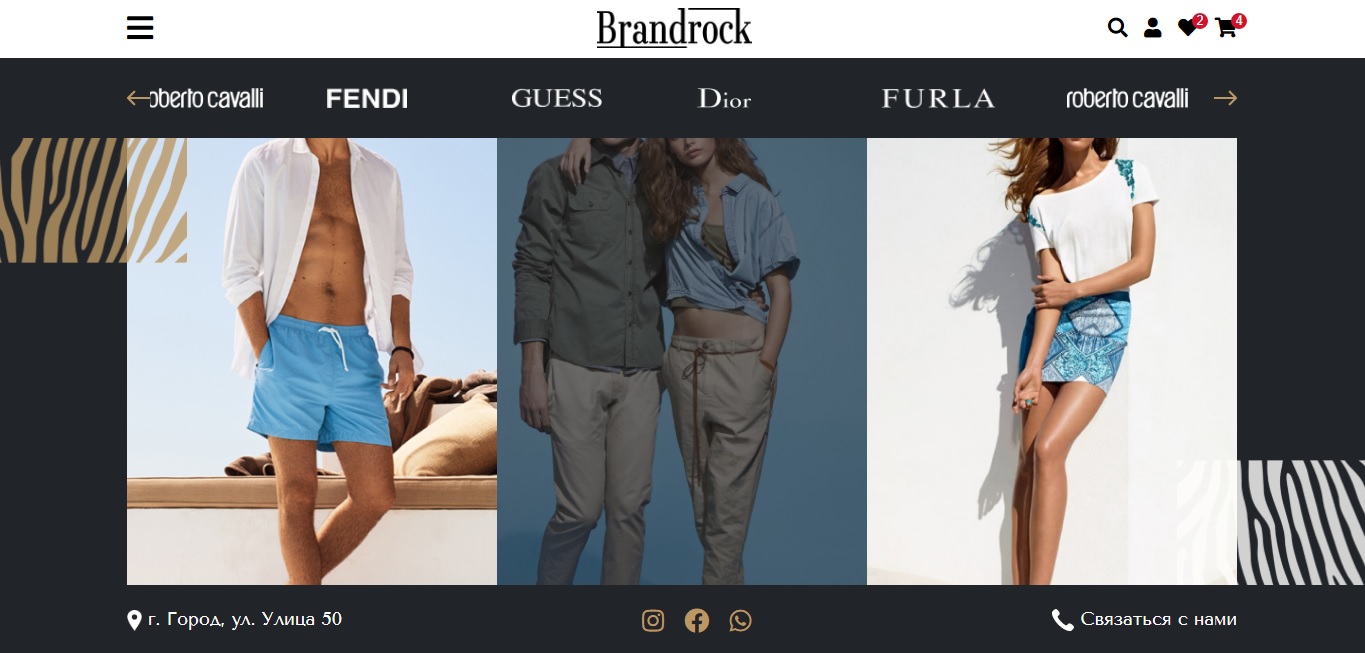 Brandrock
2
4
roberto cavalli
FENDI
GUESS
Dior
FURLA
roberto cavalli
г. Город, ул. Улица 50
Связаться с нами